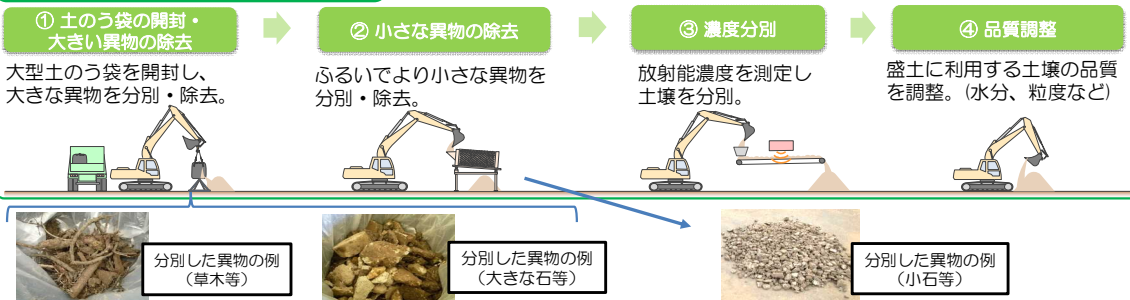 ① 土のう袋の開封・
大きい異物の除去
② 小さな異物の除去
③ 濃度分別
④ 品質調整
大型土のう袋を開封し、
大きな異物を分別・除去。
ふるいでより小さな異物を
分別・除去。
放射能濃度を測定し
土壌を分別。
盛土に利用する土壌の品質
を調整。(水分、粒度など)
分別した異物の例
（草木等）
分別した異物の例
（大きな石等）
分別した異物の例
（小石等）